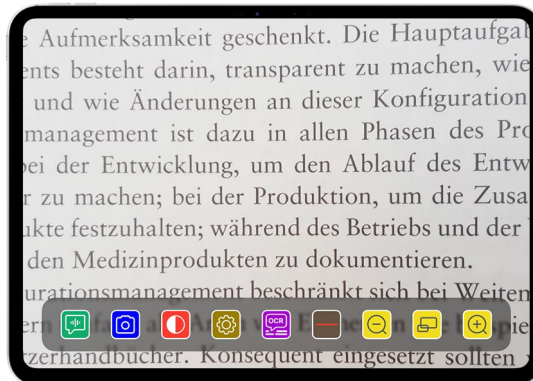 Aufmerksamkeit geschenkt. Die Hauptaufga
ents besteht darin, transparent zu machen, wie
und wie Änderungen an dieser Konfiguration
management ist dazu in allen Phasen des Pro
bei der Entwicklung, um den Ablauf des Entw
r zu machen; bei der Produktion, um die Zusa
ukte festzuhalten; während des Betriebs und der
den Medizinprodukten zu dokumentieren.
urationsmanagement beschränkt sich bei Weiten
OCR
zerhandbücher. Konsequent eingesetzt sollten